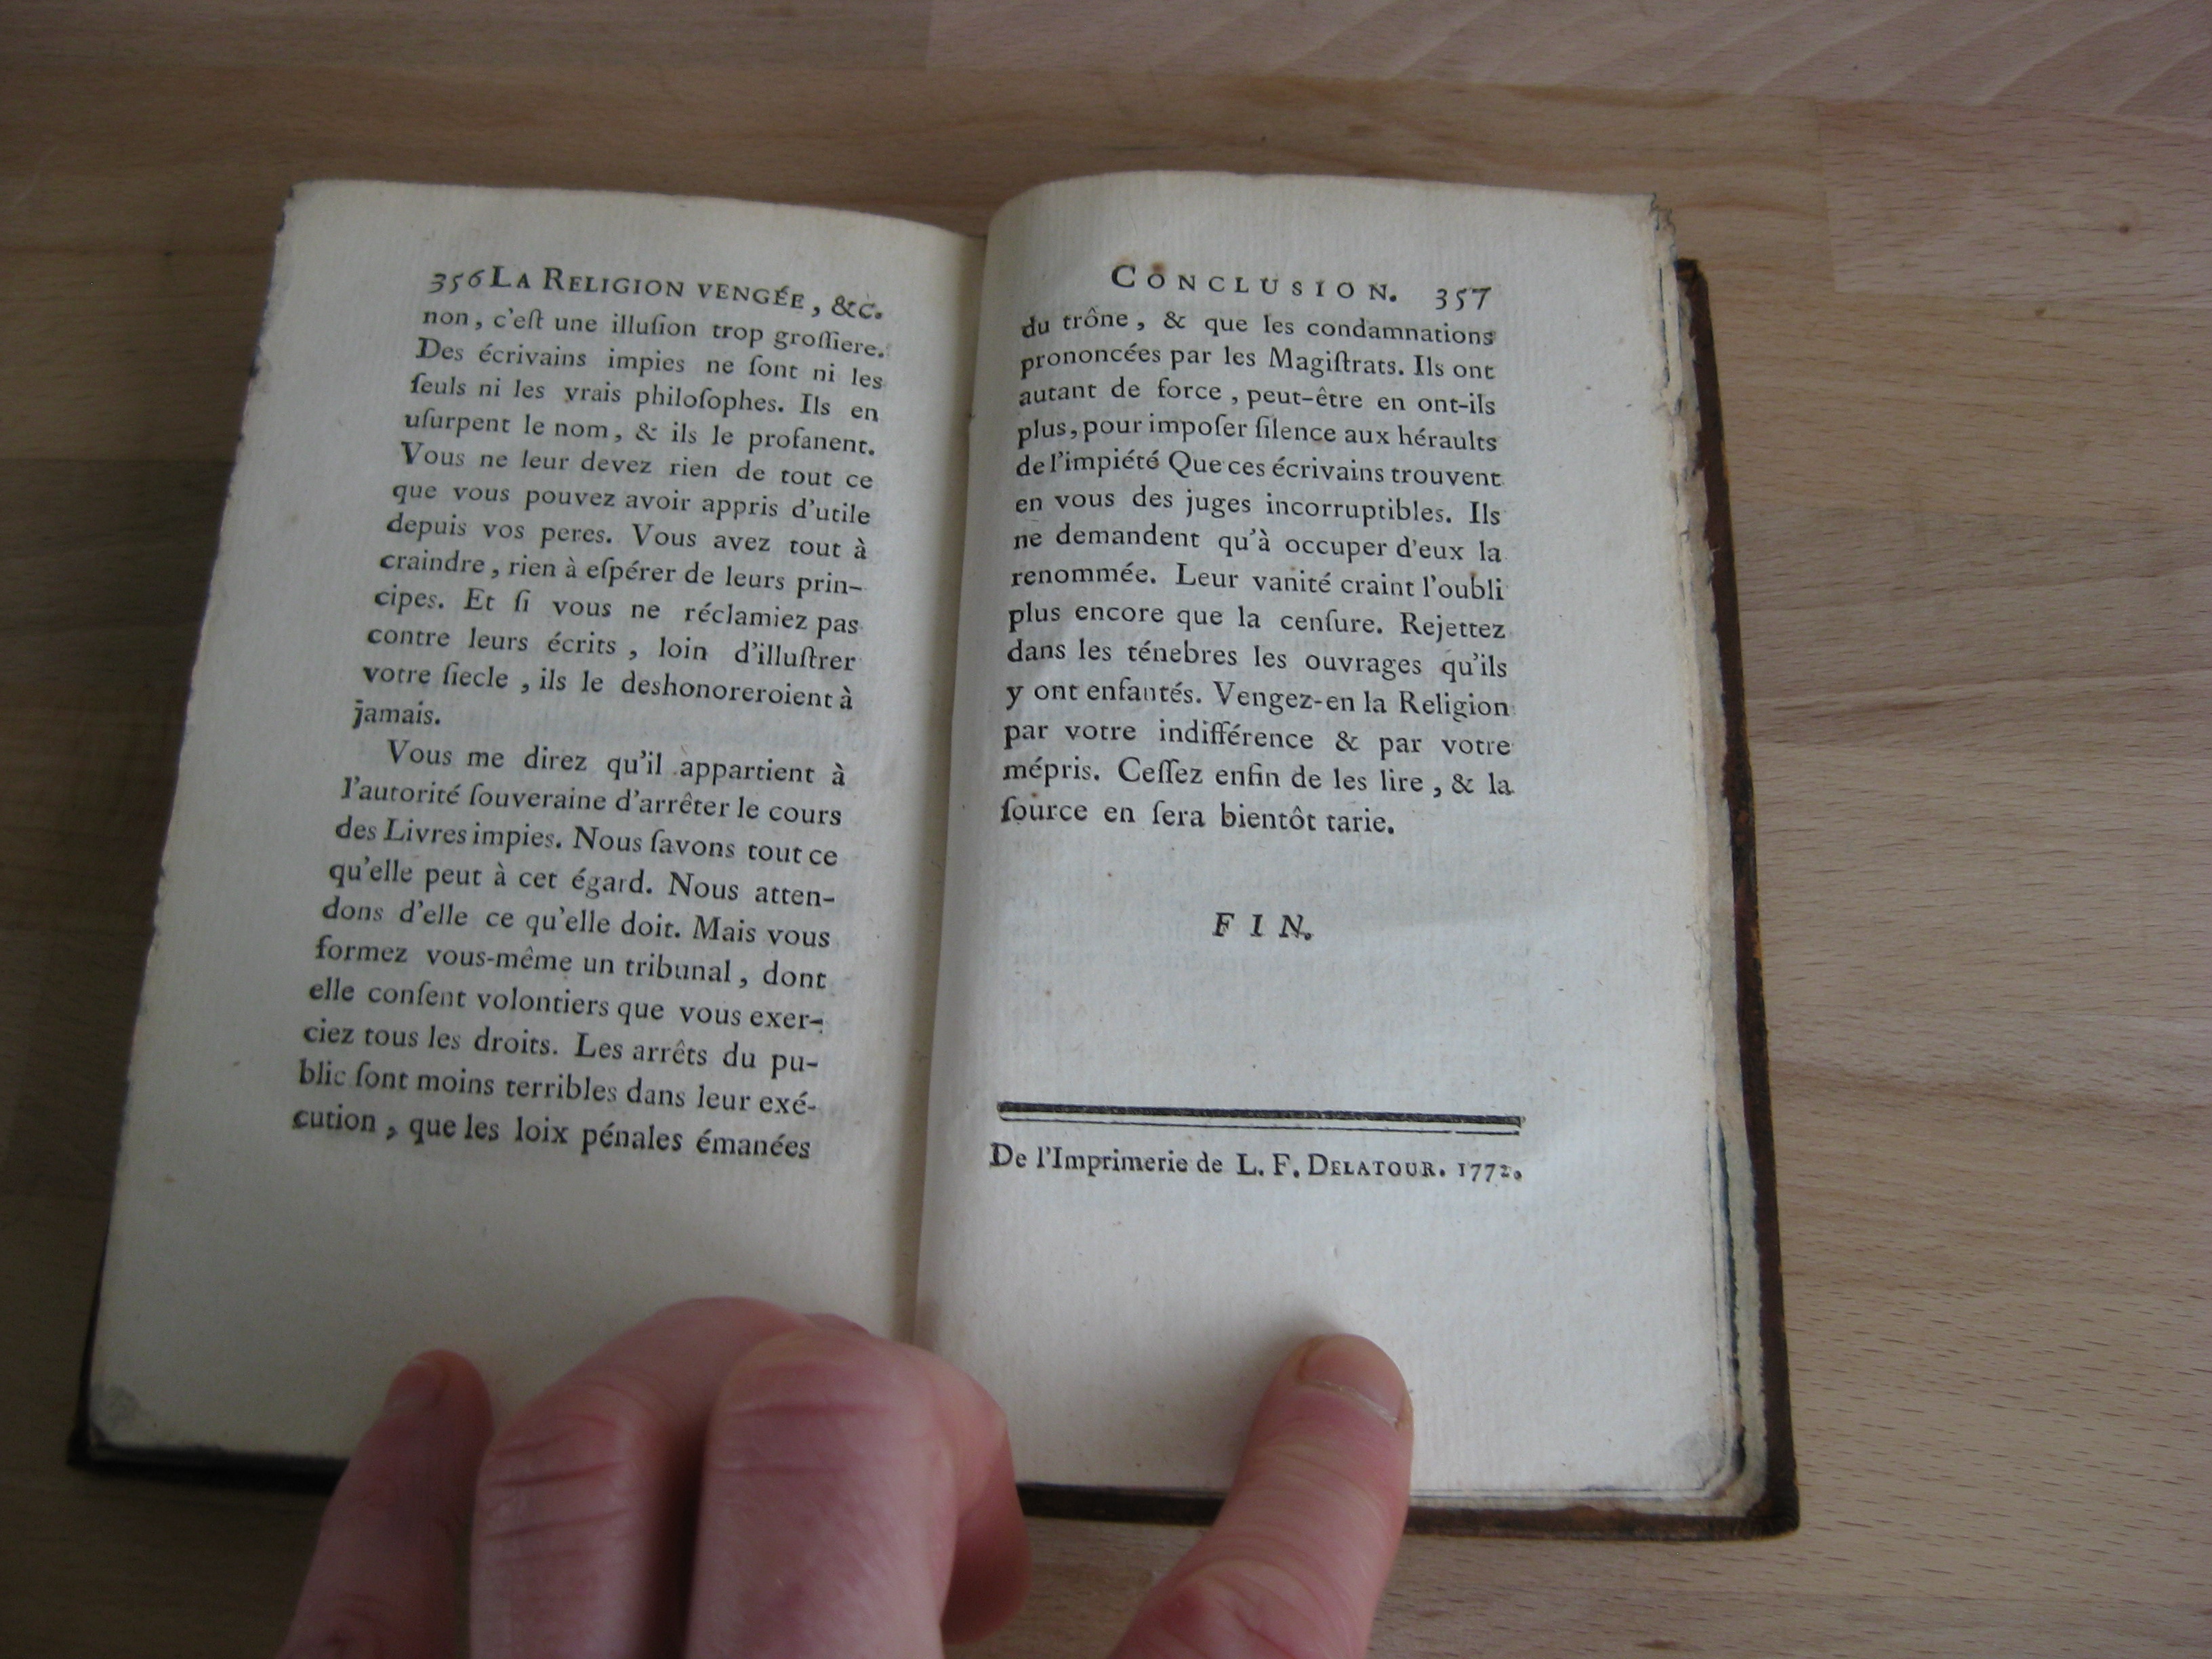 356 LA RELIGION VENGÉE, &c.
non, c'eſt une illuſion trop groſſiere.
Des écrivains impies ne ſont ni les
ſeuls ni les vrais philoſophes. Ils en
uſurpent le nom, & ils le profanent.
Vous ne leur devez rien de tout ce
que vous pouvez avoir appris d'utile
depuis vos peres. Vous avez tout à
craindre, rien à eſpérer de leurs prin-
cipes. Et ſi vous ne réclamiez pas
contre leurs écrits, loin d'illuſtrer
votre ſiecle, ils le deshonoreroient à
jamais.
Vous me direz qu'il appartient à
l'autorité ſouveraine d'arrêter le cours
des Livres impies. Nous ſavons tout ce
qu'elle peut à cet égard. Nous atten-
dons d'elle ce qu'elle doit. Mais vous
formez vous-même un tribunal, dont
elle conſent volontiers que vous exer-
ciez tous les droits. Les arrêts du pu-
blic ſont moins terribles dans leur exé-
cution, que les loix pénales émanées
CONCLUSION. 357
du trône, & que les condamnations
prononcées par les Magiſtrats. Ils ont
autant de force, peut-être en ont-ils
plus, pour impoſer ſilence aux héraults
de l'impiété Que ces écrivains trouvent
en vous des juges incorruptibles. Ils
ne demandent qu'à occuper d'eux la
renommée. Leur vanité craint l'oubli
plus encore que la cenſure. Rejettez
dans les ténebres les ouvrages qu'ils
y ont enfantés. Vengez-en la Religion
par votre indifférence & par votre
mépris. Ceſſez enfin de les lire, & la
ſource en ſera bientôt tarie.
FIN.
De l'Imprimerie de L. F. DELATOUR. 1772.